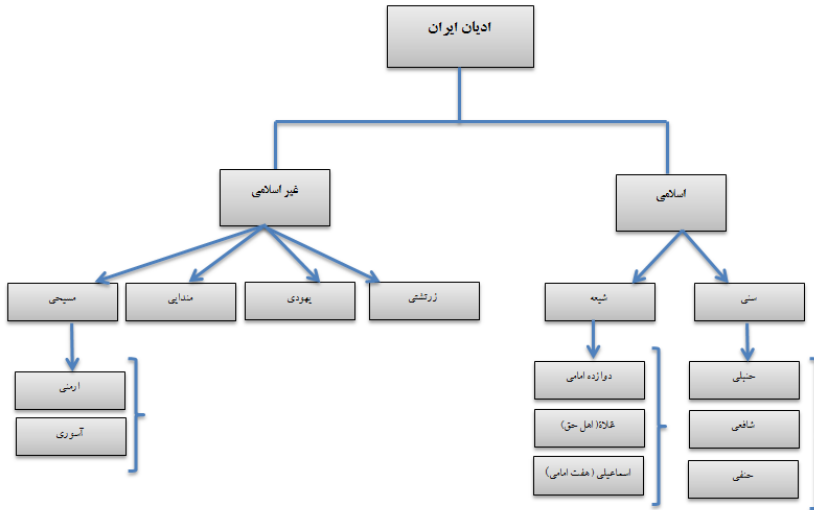 ادیان ایران
اسلامی
غیر اسلامی
سنی
شیعه
زرتشتی
یهودی
مندایی
مسیحی
حنبلی
شافعی
حنفی
دوازده امامی
غلاة( اهل حق)
اسماعیلی (هفت امامی)
ارمنی
آسوری